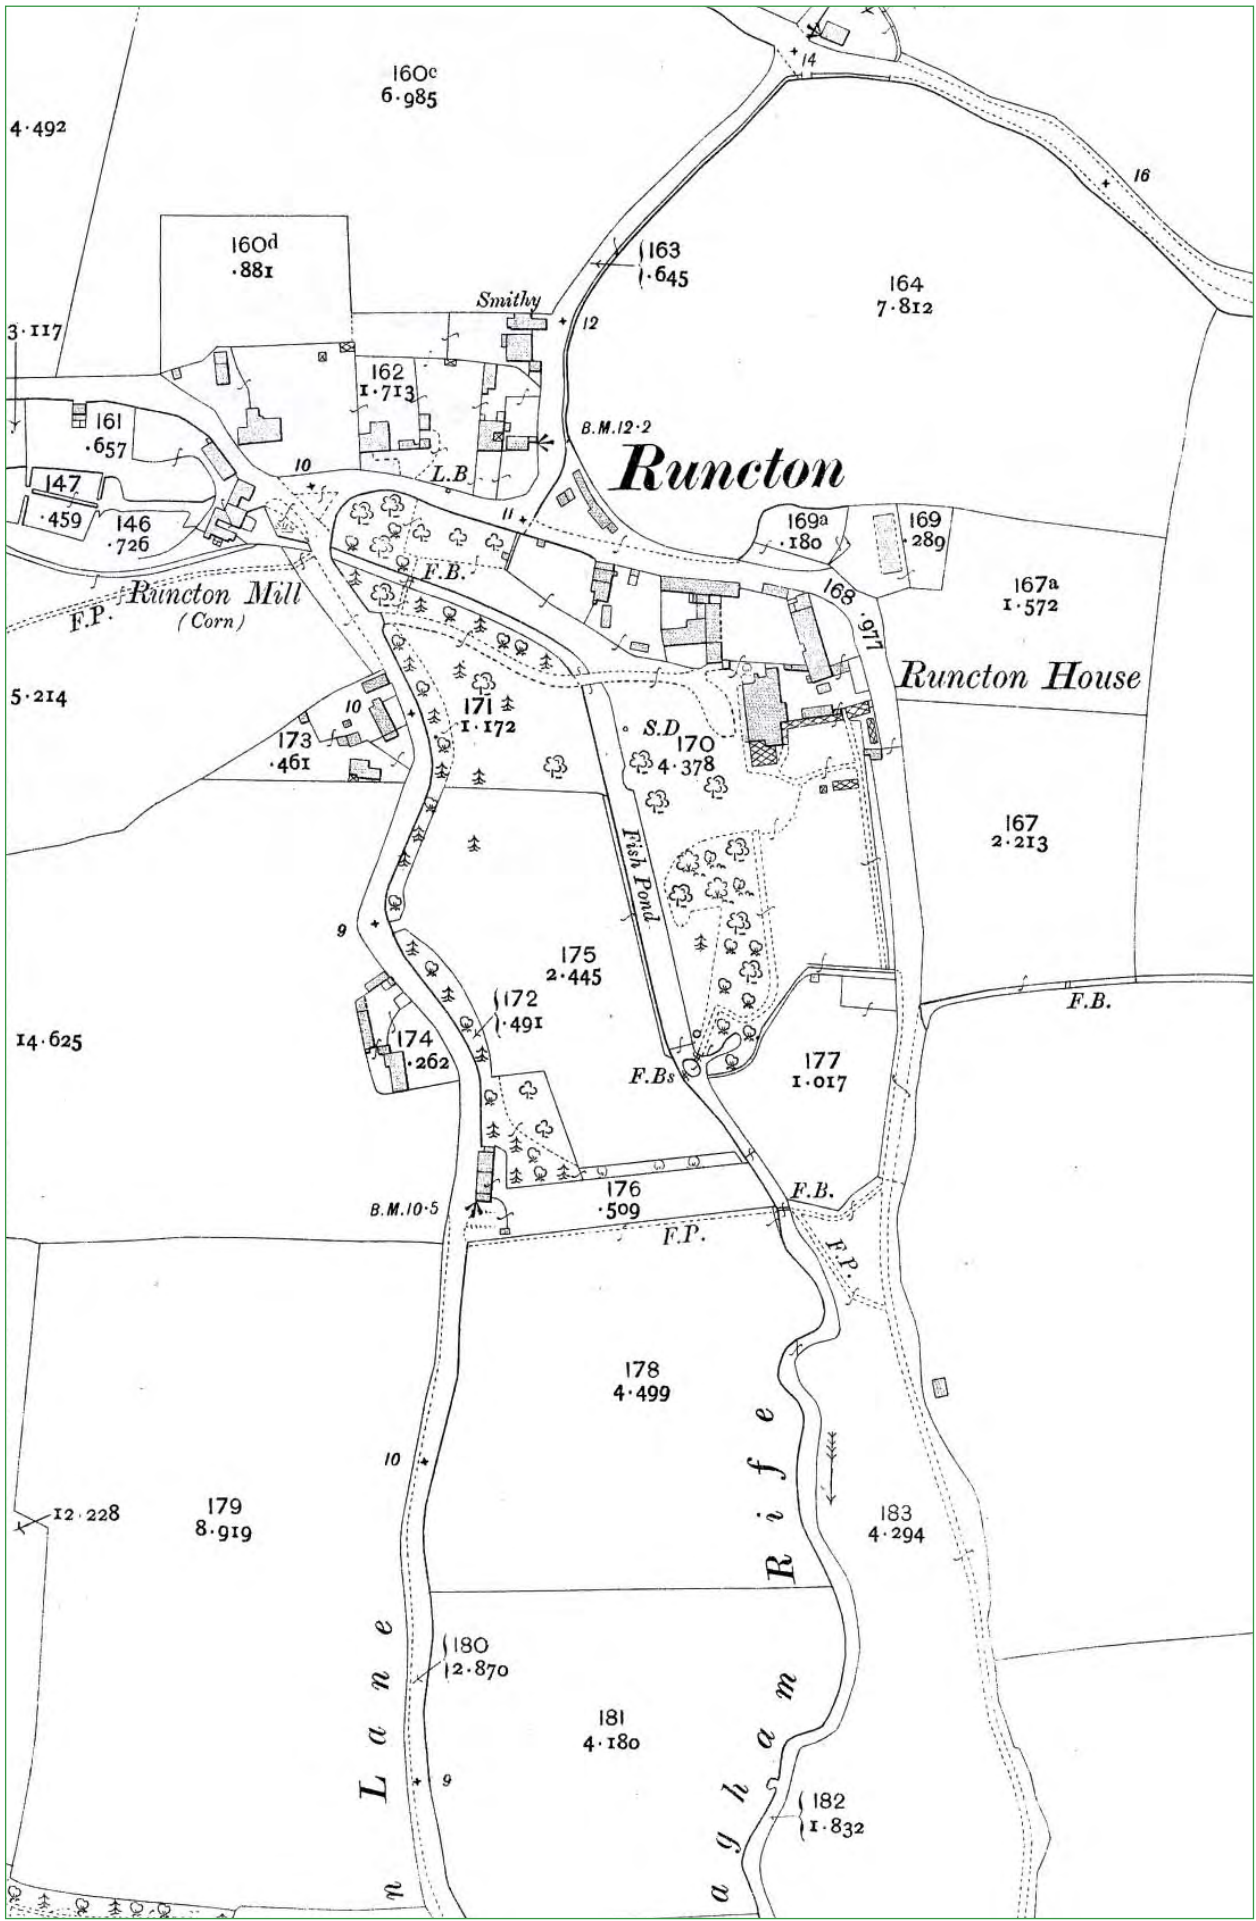 14
160c
6·985
4·492
16
160d
·881
163
·645
164
7·812
Smithy
12
3·117
162
1·713
161
·657
B.M.12·2
Runcton
10
L.B.
147
·459
11
146
·726
169a
·180
169
·289
F.B.
Runcton Mill
(Corn)
F.P.
168
·977
167a
1·572
Runcton House
5·214
10
171
1·172
S.D.
170
4·378
173
·461
167
2·213
Fish Pond
9
175
2·445
172
·491
F.B.
14·625
174
·262
F.Bs
177
1·017
176
·509
F.B.
B.M.10·5
F.P.
F.P.
178
4·499
Rife
10
179
8·919
12·228
183
4·294
180
2·870
Lane
181
4·180
9
182
1·832
n
agham